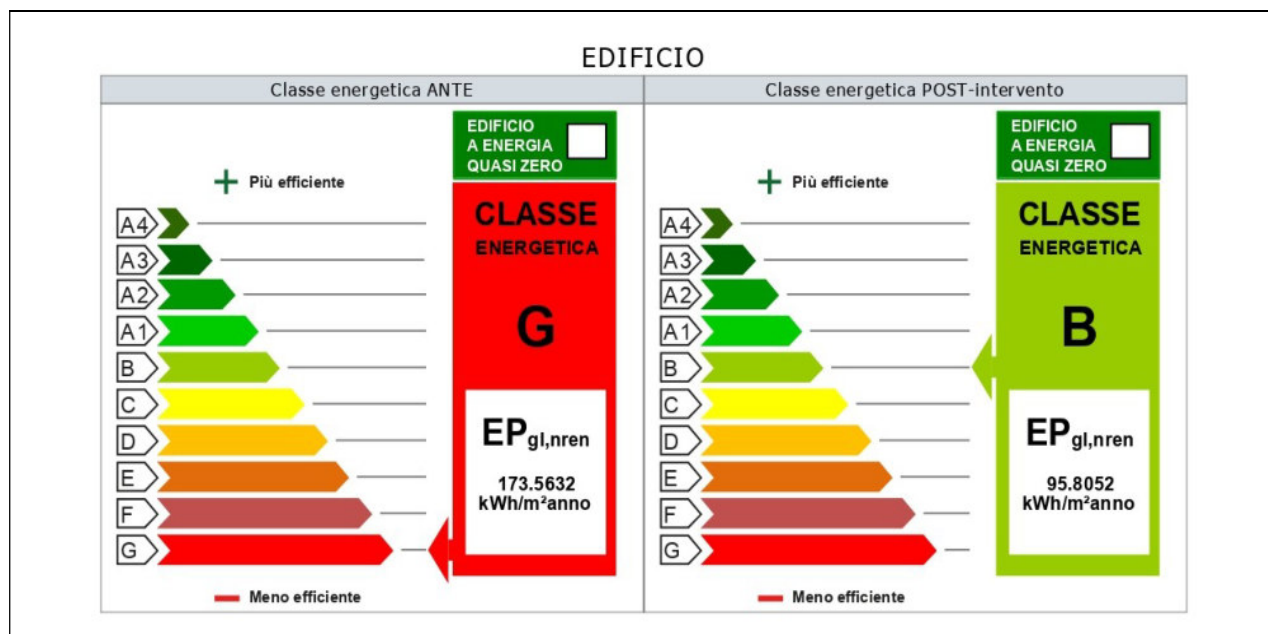 EDIFICIO
Classe energetica ANTE
EDIFICIO
A ENERGIA
QUASI ZERO
Più efficiente
CLASSE
ENERGETICA
A4
A3
A2
A1
B
C
D
E
F
G
G
EPgl,nren
173.5632
kWh/m²anno
Meno efficiente
Classe energetica POST-intervento
EDIFICIO
A ENERGIA
QUASI ZERO
Più efficiente
CLASSE
ENERGETICA
A4
A3
A2
A1
B
C
D
E
F
G
B
EPgl,nren
95.8052
kWh/m²anno
Meno efficiente